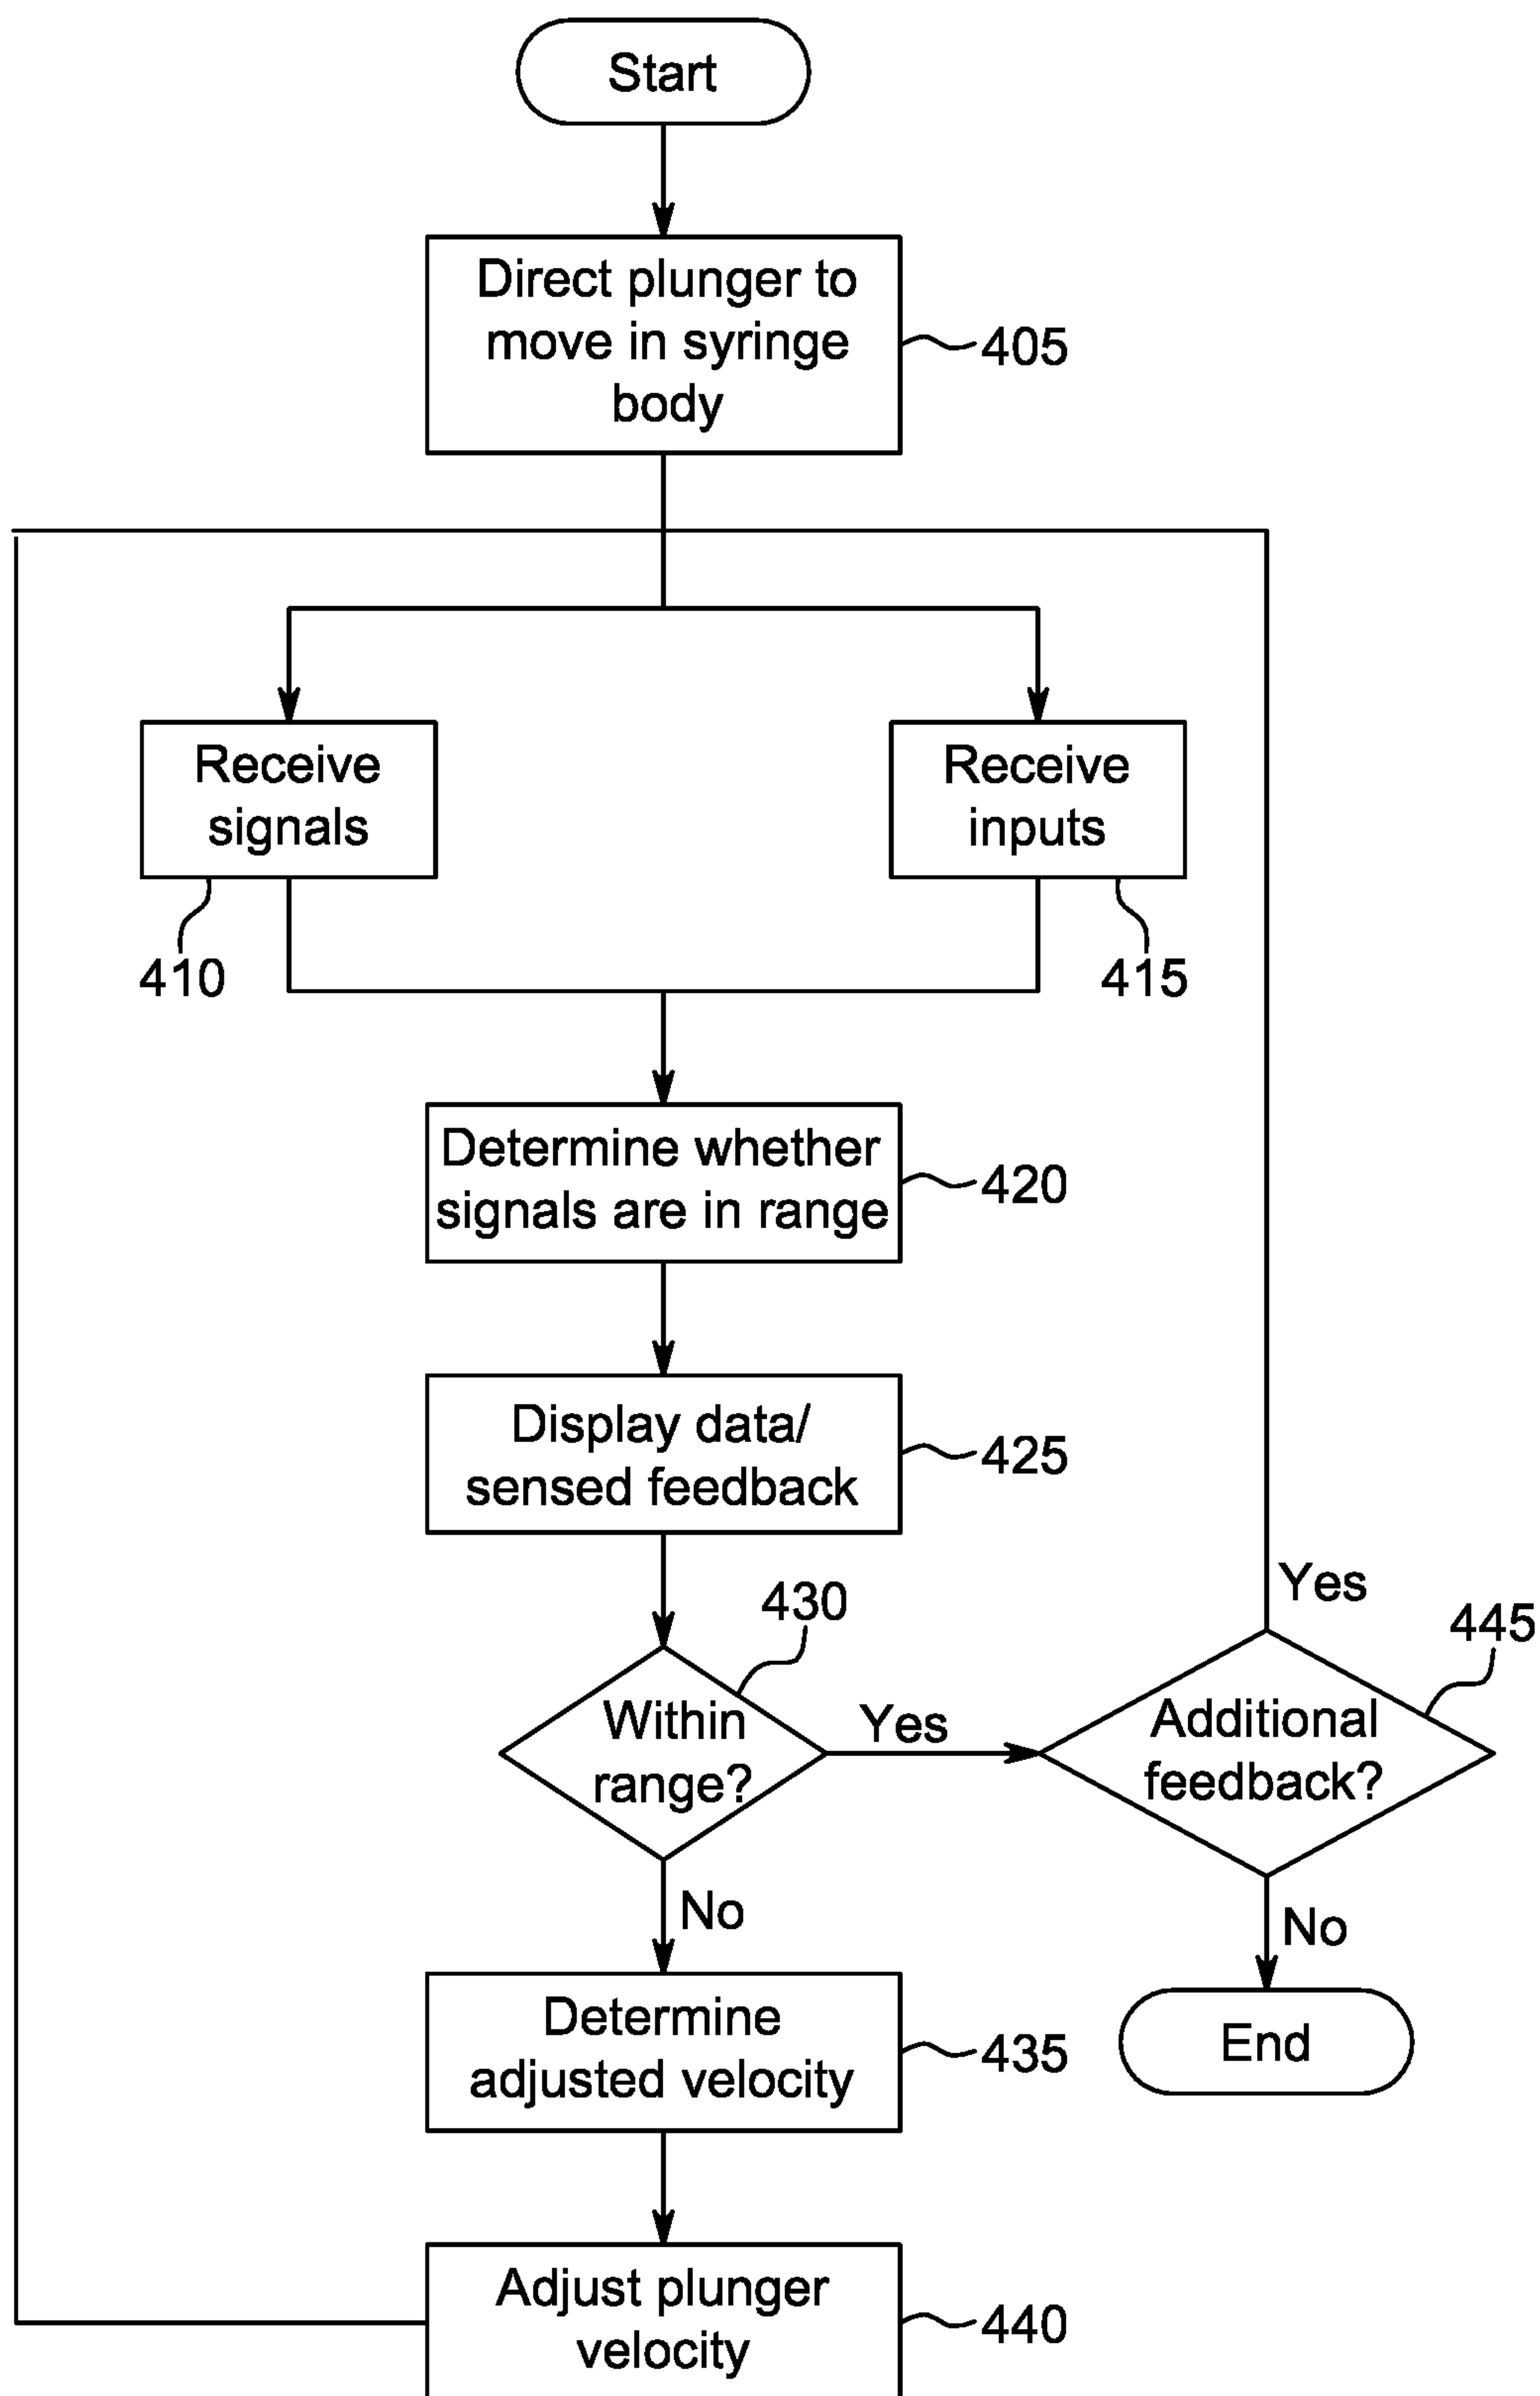 Start
Direct plunger to
move in syringe
body
405
Receive
signals
Receive
inputs
410
415
Determine whether
signals are in range
420
Display data/
sensed feedback
425
430
Within
range?
Yes
Yes
445
Additional
feedback?
No
No
Determine
adjusted velocity
435
End
Adjust plunger
velocity
440